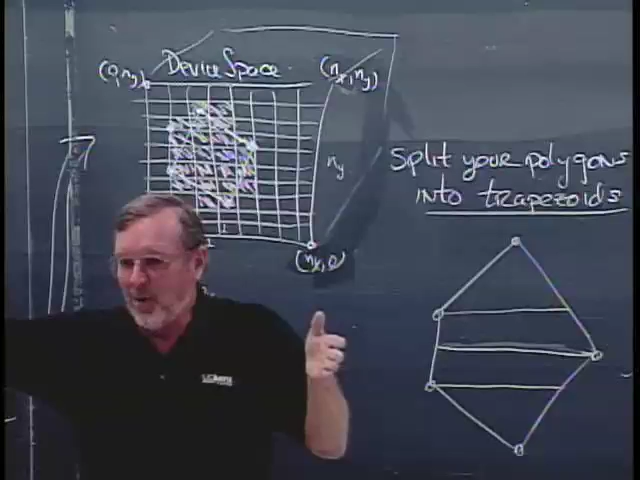 Device Space
(0, ny)
(nx, ny)
ny
(nx, 0)
Split your polygons
into trapezoids